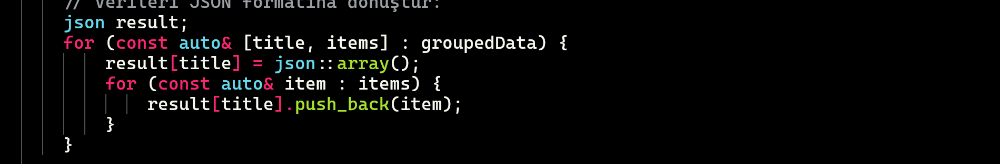 // Verileri JSON formatına dönüştür:
json result;
for (const auto& [title, items] : groupedData) {
result[title] = json::array();
for (const auto& item : items) {
result[title].push_back(item);
}
}